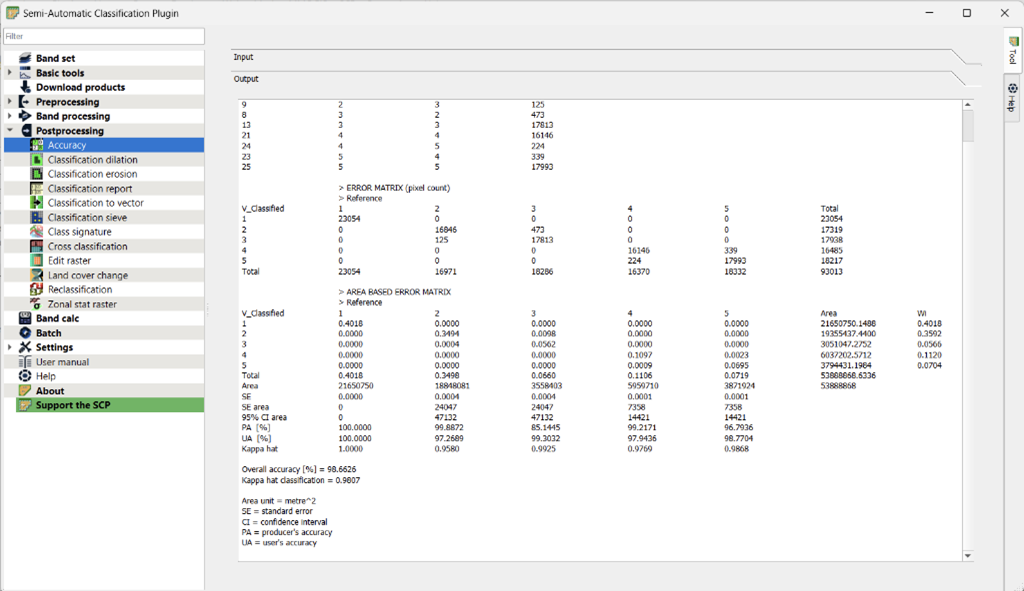 Semi-Automatic Classification Plugin
Filter
Band set
Basic tools
Download products
Preprocessing
Band processing
Postprocessing
Accuracy
Classification dilation
Classification erosion
Classification report
Classification to vector
Classification sieve
Class signature
Cross classification
Edit raster
Land cover change
Reclassification
Zonal stat raster
Band calc
Batch
Settings
User manual
Help
About
Support the SCP
Input
Output
9 2 3 125
8 3 2 473
13 3 3 17813
21 4 4 16146
24 4 5 224
23 5 4 339
25 5 5 17993
> ERROR MATRIX (pixel count)
> Reference
V_Classified 1 2 3 4 5 Total
1 23054 0 0 0 0 23054
2 0 16846 473 0 0 17319
3 0 125 17813 0 0 17938
4 0 0 0 16146 339 16485
5 0 0 0 224 17993 18217
Total 23054 16971 18286 16370 18332 93013
> AREA BASED ERROR MATRIX
> Reference
V_Classified 1 2 3 4 5 Area Wi
1 0.4018 0.0000 0.0000 0.0000 0.0000 21650750.1488 0.4018
2 0.0000 0.3494 0.0098 0.0000 0.0000 19355437.4400 0.3592
3 0.0000 0.0004 0.0562 0.0000 0.0000 3051047.2752 0.0566
4 0.0000 0.0000 0.0000 0.1097 0.0023 6037202.5712 0.1120
5 0.0000 0.0000 0.0000 0.0009 0.0695 3794431.1984 0.0704
Total 0.4018 0.3498 0.0660 0.1106 0.0719 53888868.6336
Area 21650750 18848081 3558403 5959710 3871924 53888868
SE 0.0000 0.0004 0.0004 0.0001 0.0001
SE area 0 24047 24047 7358 7358
95% CI area 0 47132 47132 14421 14421
PA [%] 100.0000 99.8872 85.1445 99.2171 96.7936
UA [%] 100.0000 97.2689 99.3032 97.9436 98.7704
Kappa hat 1.0000 0.9580 0.9925 0.9769 0.9868
Overall accuracy [%] = 98.6626
Kappa hat classification = 0.9807
Area unit = metre^2
SE = standard error
CI = confidence interval
PA = producer's accuracy
UA = user's accuracy
Tool
Help